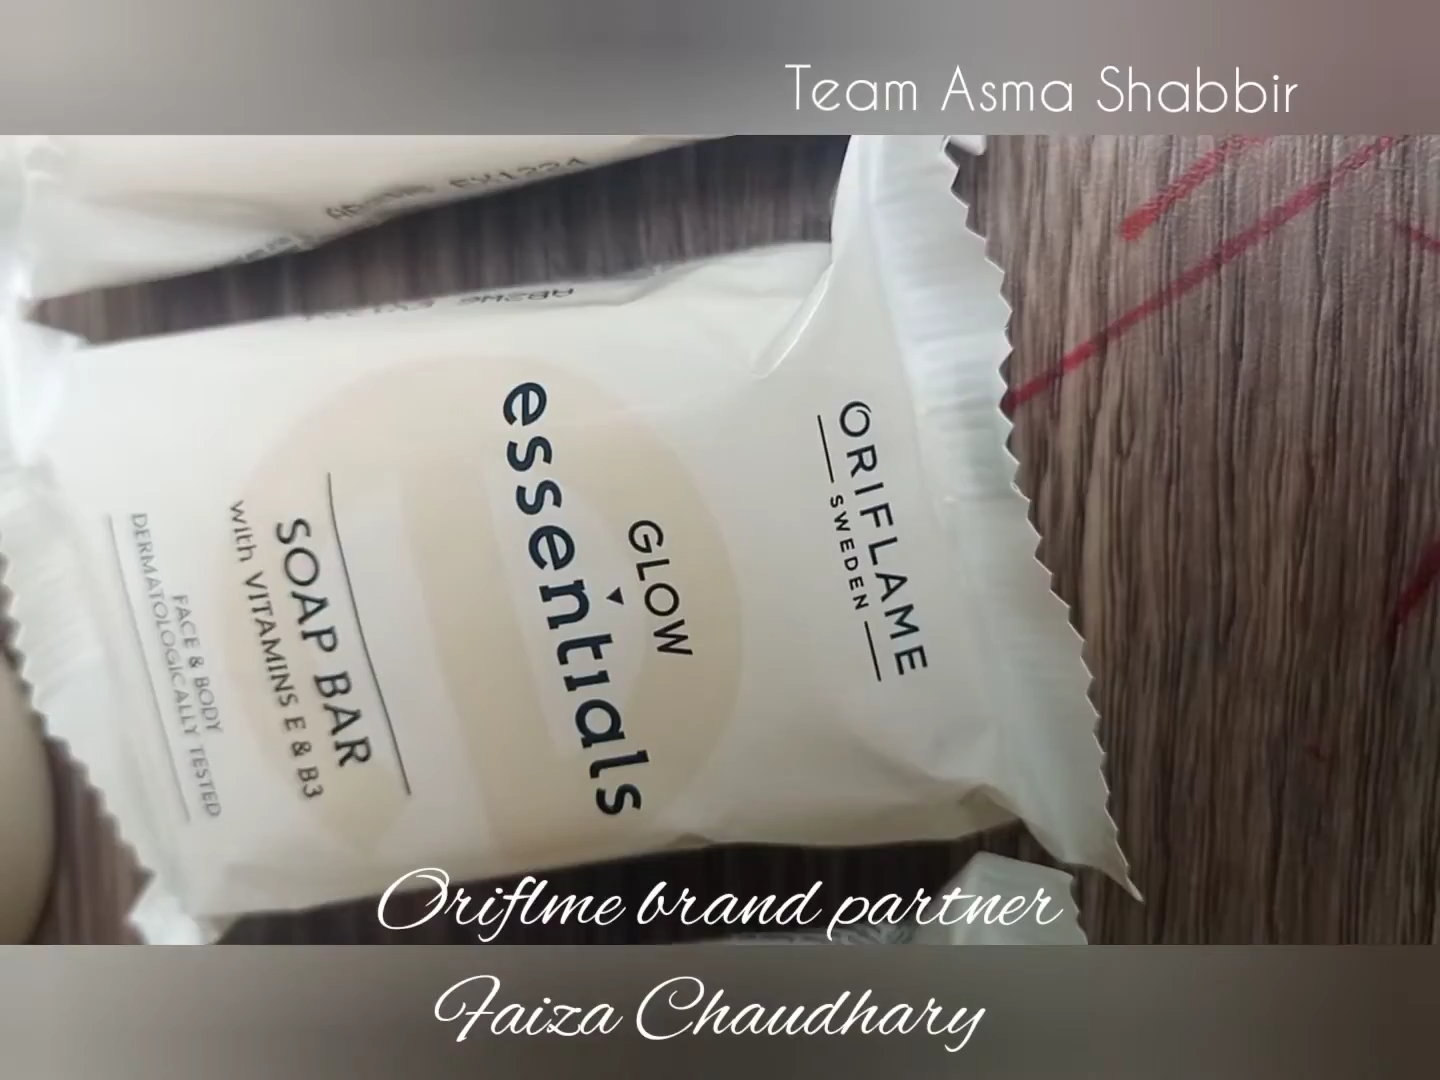 Team Asma Shabbir
ORIFLAME
SWEDEN
GLOW
essentials
SOAP BAR
with VITAMINS E & B3
FACE & BODY
DERMATOLOGICALLY TESTED
Oriflme brand partner
Faiza Chaudhary